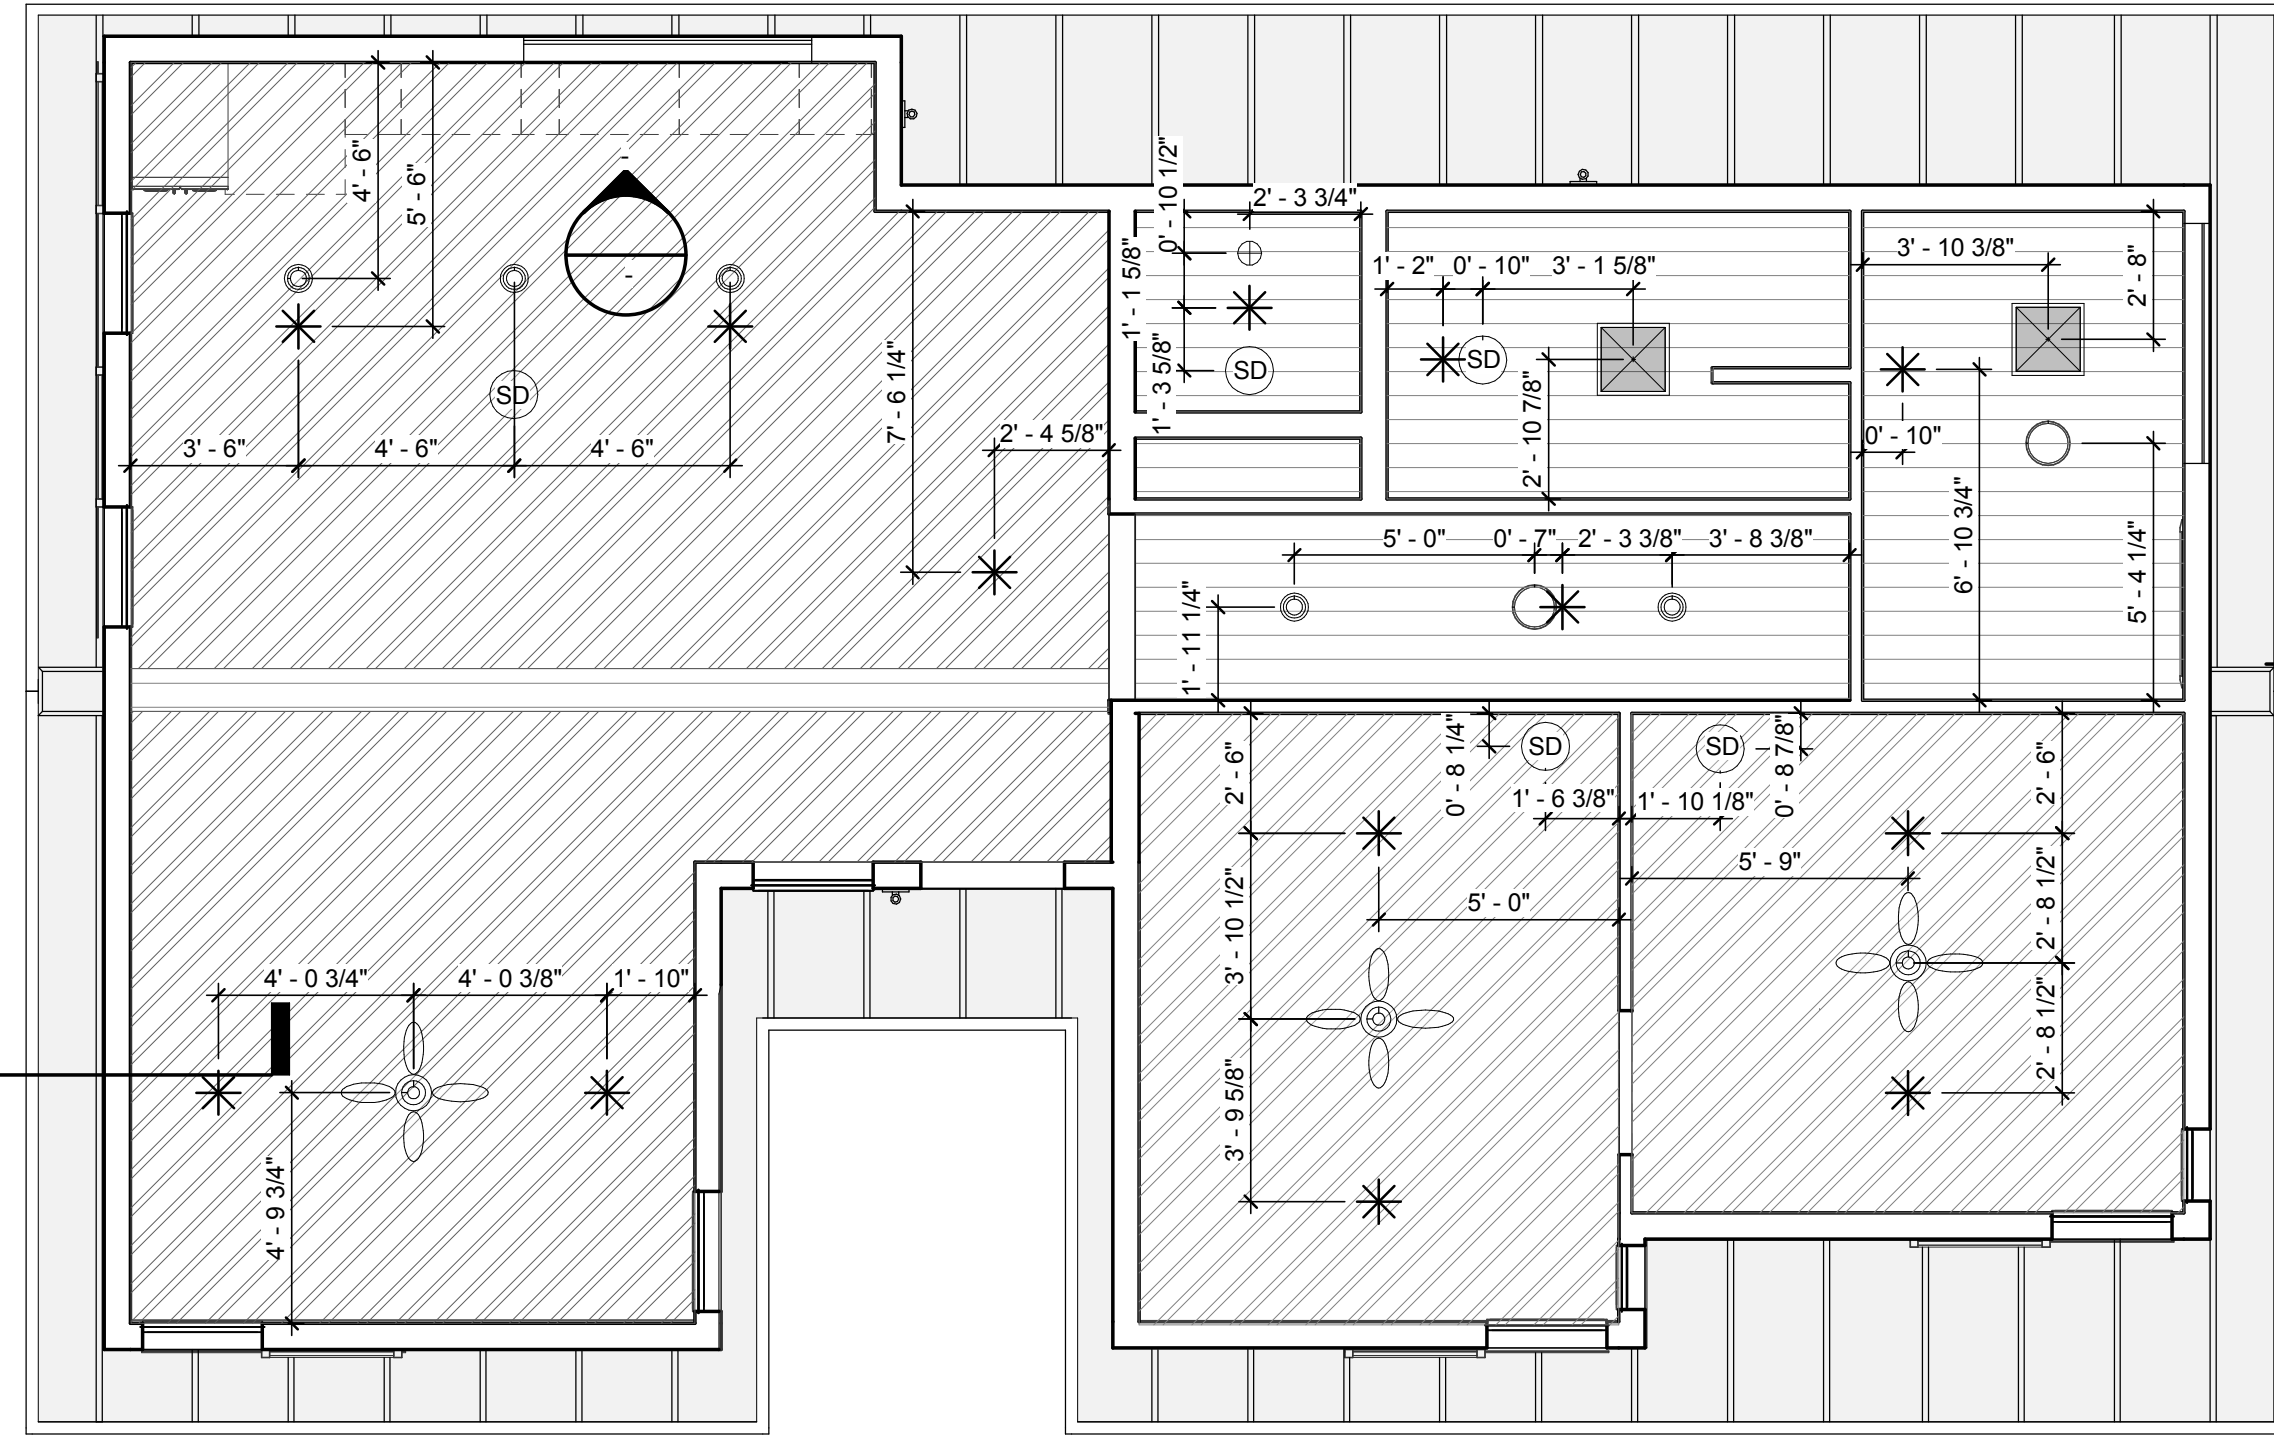 4' - 6"
5' - 6"
-
-
SD
3' - 6"
4' - 6"
4' - 6"
7' - 6 1/4"
2' - 4 5/8"
0' - 10 1/2"
2' - 3 3/4"
1' - 1 5/8"
1' - 3 5/8"
SD
1' - 2"
0' - 10"
3' - 1 5/8"
SD
2' - 10 7/8"
3' - 10 3/8"
2' - 8"
0' - 10"
6' - 10 3/4"
5' - 4 1/4"
5' - 0"
0' - 7"
2' - 3 3/8"
3' - 8 3/8"
1' - 11 1/4"
2' - 6"
0' - 8 1/4"
SD
1' - 6 3/8"
SD
1' - 10 1/8"
0' - 8 7/8"
2' - 6"
5' - 9"
2' - 8 1/2"
2' - 8 1/2"
3' - 10 1/2"
5' - 0"
3' - 9 5/8"
4' - 0 3/4"
4' - 0 3/8"
1' - 10"
4' - 9 3/4"